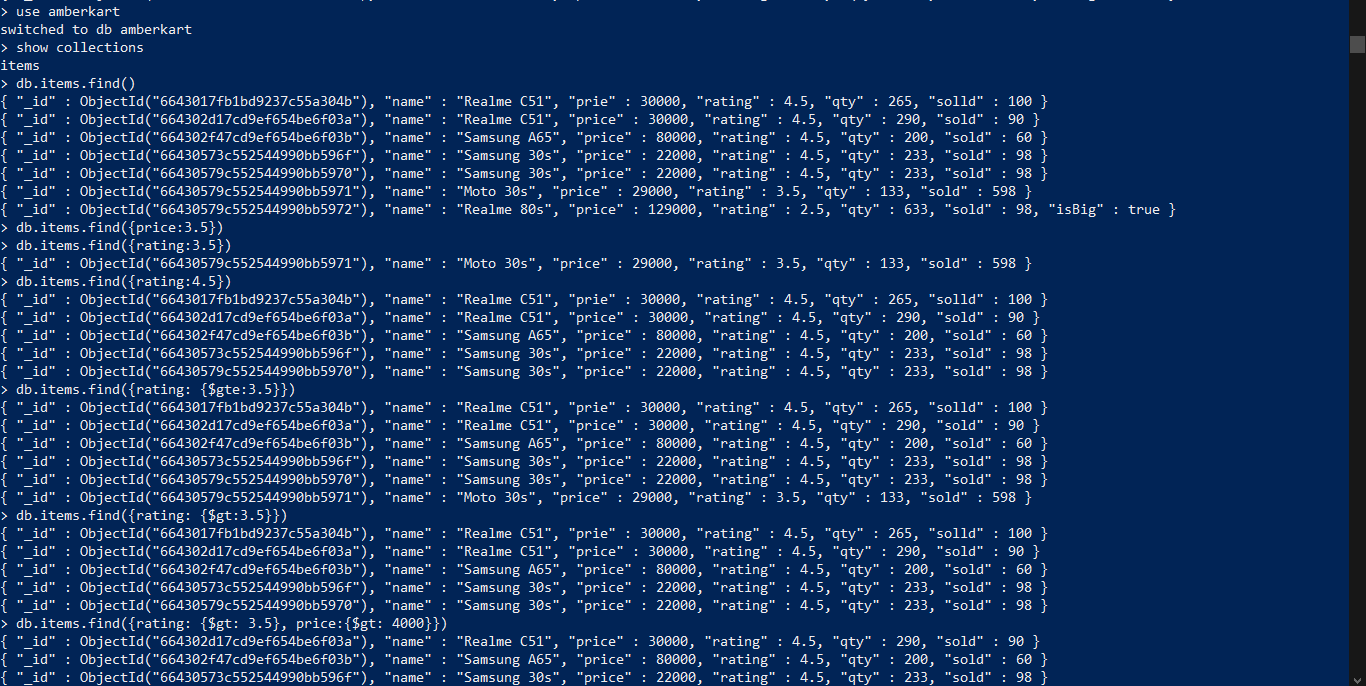 > use amberkart
switched to db amberkart
> show collections
items
> db.items.find()
{ "_id" : ObjectId("6643017fb1bd9237c55a304b"), "name" : "Realme C51", "prie" : 30000, "rating" : 4.5, "qty" : 265, "solld" : 100 }
{ "_id" : ObjectId("664302d17cd9ef654be6f03a"), "name" : "Realme C51", "price" : 30000, "rating" : 4.5, "qty" : 290, "sold" : 90 }
{ "_id" : ObjectId("664302f47cd9ef654be6f03b"), "name" : "Samsung A65", "price" : 80000, "rating" : 4.5, "qty" : 200, "sold" : 60 }
{ "_id" : ObjectId("66430573c552544990bb596f"), "name" : "Samsung 30s", "price" : 22000, "rating" : 4.5, "qty" : 233, "sold" : 98 }
{ "_id" : ObjectId("66430579c552544990bb5970"), "name" : "Samsung 30s", "price" : 22000, "rating" : 4.5, "qty" : 233, "sold" : 98 }
{ "_id" : ObjectId("66430579c552544990bb5971"), "name" : "Moto 30s", "price" : 29000, "rating" : 3.5, "qty" : 133, "sold" : 598 }
{ "_id" : ObjectId("66430579c552544990bb5972"), "name" : "Realme 80s", "price" : 129000, "rating" : 2.5, "qty" : 633, "sold" : 98, "isBig" : true }
> db.items.find({price:3.5})
> db.items.find({rating:3.5})
{ "_id" : ObjectId("66430579c552544990bb5971"), "name" : "Moto 30s", "price" : 29000, "rating" : 3.5, "qty" : 133, "sold" : 598 }
> db.items.find({rating:4.5})
{ "_id" : ObjectId("6643017fb1bd9237c55a304b"), "name" : "Realme C51", "prie" : 30000, "rating" : 4.5, "qty" : 265, "solld" : 100 }
{ "_id" : ObjectId("664302d17cd9ef654be6f03a"), "name" : "Realme C51", "price" : 30000, "rating" : 4.5, "qty" : 290, "sold" : 90 }
{ "_id" : ObjectId("664302f47cd9ef654be6f03b"), "name" : "Samsung A65", "price" : 80000, "rating" : 4.5, "qty" : 200, "sold" : 60 }
{ "_id" : ObjectId("66430573c552544990bb596f"), "name" : "Samsung 30s", "price" : 22000, "rating" : 4.5, "qty" : 233, "sold" : 98 }
{ "_id" : ObjectId("66430579c552544990bb5970"), "name" : "Samsung 30s", "price" : 22000, "rating" : 4.5, "qty" : 233, "sold" : 98 }
> db.items.find({rating: {$gte:3.5}})
{ "_id" : ObjectId("6643017fb1bd9237c55a304b"), "name" : "Realme C51", "prie" : 30000, "rating" : 4.5, "qty" : 265, "solld" : 100 }
{ "_id" : ObjectId("664302d17cd9ef654be6f03a"), "name" : "Realme C51", "price" : 30000, "rating" : 4.5, "qty" : 290, "sold" : 90 }
{ "_id" : ObjectId("664302f47cd9ef654be6f03b"), "name" : "Samsung A65", "price" : 80000, "rating" : 4.5, "qty" : 200, "sold" : 60 }
{ "_id" : ObjectId("66430573c552544990bb596f"), "name" : "Samsung 30s", "price" : 22000, "rating" : 4.5, "qty" : 233, "sold" : 98 }
{ "_id" : ObjectId("66430579c552544990bb5970"), "name" : "Samsung 30s", "price" : 22000, "rating" : 4.5, "qty" : 233, "sold" : 98 }
{ "_id" : ObjectId("66430579c552544990bb5971"), "name" : "Moto 30s", "price" : 29000, "rating" : 3.5, "qty" : 133, "sold" : 598 }
> db.items.find({rating: {$gt:3.5}})
{ "_id" : ObjectId("6643017fb1bd9237c55a304b"), "name" : "Realme C51", "prie" : 30000, "rating" : 4.5, "qty" : 265, "solld" : 100 }
{ "_id" : ObjectId("664302d17cd9ef654be6f03a"), "name" : "Realme C51", "price" : 30000, "rating" : 4.5, "qty" : 290, "sold" : 90 }
{ "_id" : ObjectId("664302f47cd9ef654be6f03b"), "name" : "Samsung A65", "price" : 80000, "rating" : 4.5, "qty" : 200, "sold" : 60 }
{ "_id" : ObjectId("66430573c552544990bb596f"), "name" : "Samsung 30s", "price" : 22000, "rating" : 4.5, "qty" : 233, "sold" : 98 }
{ "_id" : ObjectId("66430579c552544990bb5970"), "name" : "Samsung 30s", "price" : 22000, "rating" : 4.5, "qty" : 233, "sold" : 98 }
> db.items.find({rating: {$gt: 3.5}, price:{$gt: 4000}})
{ "_id" : ObjectId("664302d17cd9ef654be6f03a"), "name" : "Realme C51", "price" : 30000, "rating" : 4.5, "qty" : 290, "sold" : 90 }
{ "_id" : ObjectId("664302f47cd9ef654be6f03b"), "name" : "Samsung A65", "price" : 80000, "rating" : 4.5, "qty" : 200, "sold" : 60 }
{ "_id" : ObjectId("66430573c552544990bb596f"), "name" : "Samsung 30s", "price" : 22000, "rating" : 4.5, "qty" : 233, "sold" : 98 }